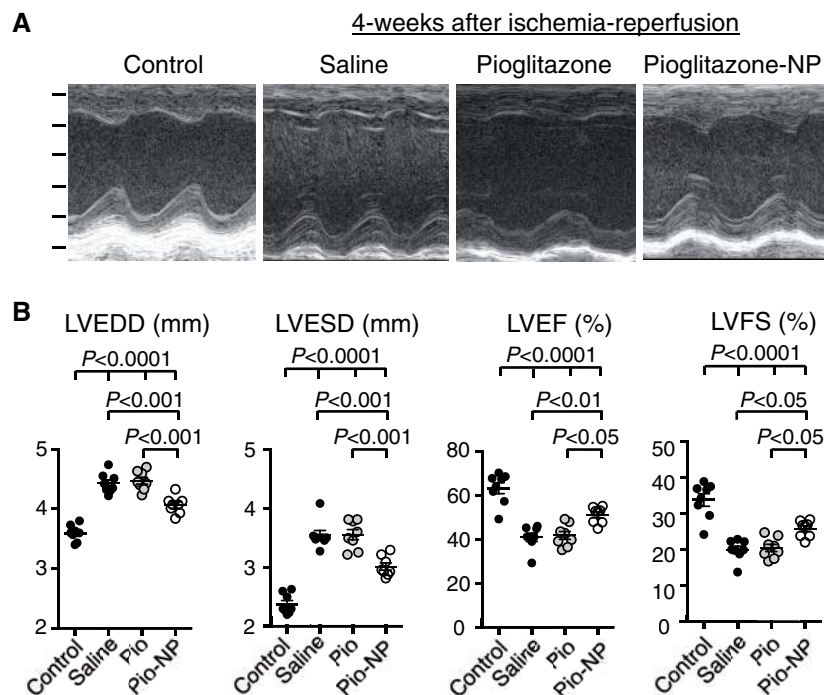 A
4-weeks after ischemia-reperfusion
Control Saline Pioglitazone Pioglitazone-NP
B
LVEDD (mm) LVESD (mm) LVEF (%) LVFS (%)
P<0.0001 P<0.0001 P<0.0001 P<0.0001
P<0.001 P<0.001 P<0.01 P<0.05
P<0.001 P<0.001 P<0.05 P<0.05
5 5 80 50
4 4 60 40
3 3 40 30
2 2 20 20
0 10
0
Control Saline Pio Pio-NP Control Saline Pio Pio-NP Control Saline Pio Pio-NP Control Saline Pio Pio-NP